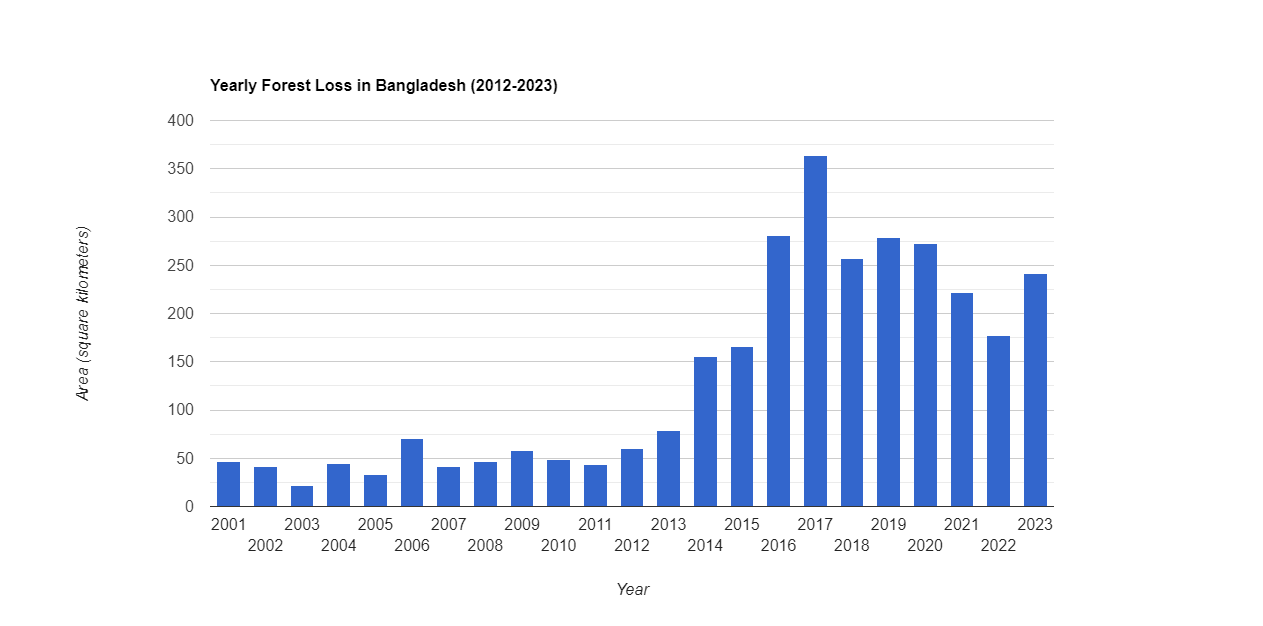 Yearly Forest Loss in Bangladesh (2012-2023)
400
350
300
250
200
150
100
50
0
Area (square kilometers)
2001 2003 2005 2007 2009 2011 2013 2015 2017 2019 2021 2023
2002 2004 2006 2008 2010 2012 2014 2016 2018 2020 2022
Year